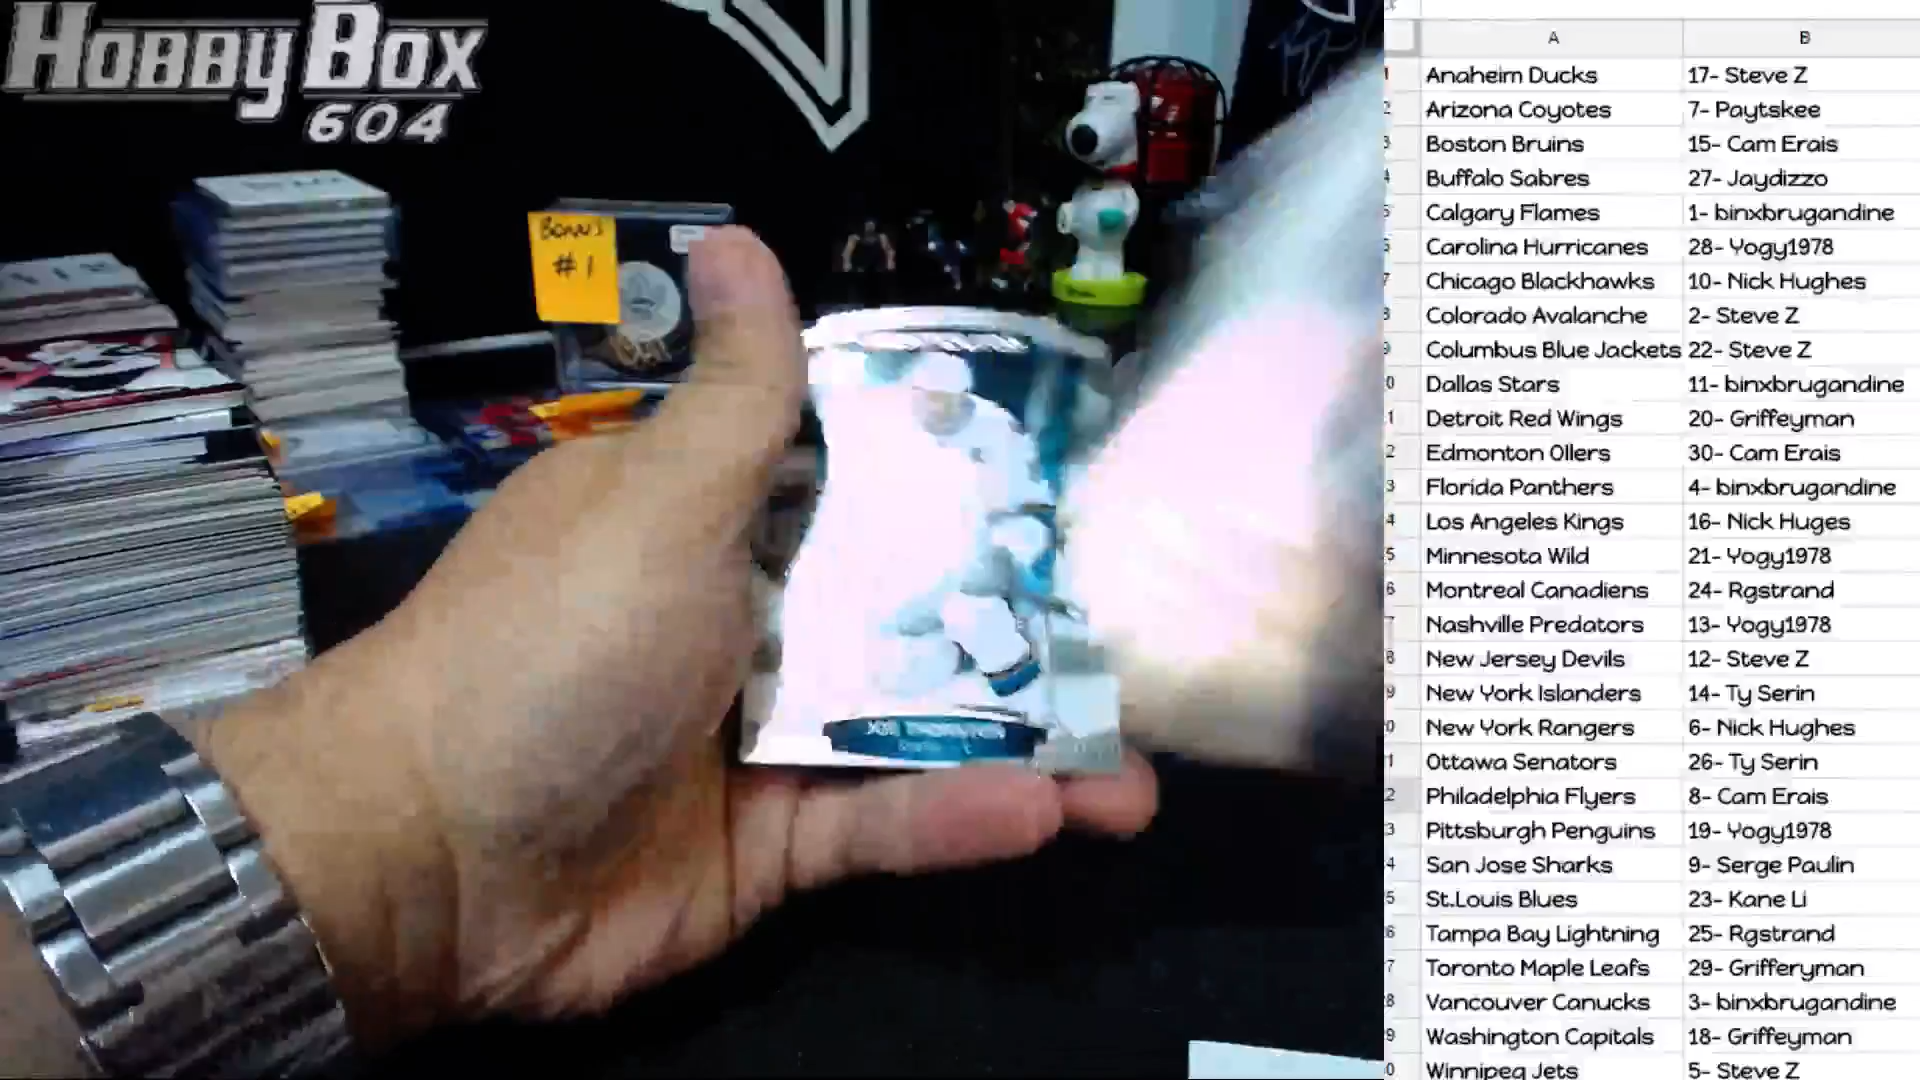 HOBBY BOX
604
BONUS
#1
A B
Anaheim Ducks 17- Steve Z
Arizona Coyotes 7- Paytskee
Boston Bruins 15- Cam Erais
Buffalo Sabres 27- Jaydizzo
Calgary Flames 1- binxbrugandine
Carolina Hurricanes 28- Yogy1978
Chicago Blackhawks 10- Nick Hughes
Colorado Avalanche 2- Steve Z
Columbus Blue Jackets 22- Steve Z
Dallas Stars 11- binxbrugandine
Detroit Red Wings 20- Griffeyman
Edmonton OIlers 30- Cam Erais
Florida Panthers 4- binxbrugandine
Los Angeles Kings 16- Nick Huges
Minnesota Wild 21- Yogy1978
Montreal Canadiens 24- Rgstrand
Nashville Predators 13- Yogy1978
New Jersey Devils 12- Steve Z
New York Islanders 14- Ty Serin
New York Rangers 6- Nick Hughes
Ottawa Senators 26- Ty Serin
Philadelphia Flyers 8- Cam Erais
Pittsburgh Penguins 19- Yogy1978
San Jose Sharks 9- Serge Paulin
St.Louis Blues 23- Kane Li
Tampa Bay Lightning 25- Rgstrand
Toronto Maple Leafs 29- Grifferyman
Vancouver Canucks 3- binxbrugandine
Washington Capitals 18- Griffeyman
Winnipeg Jets 5- Steve Z